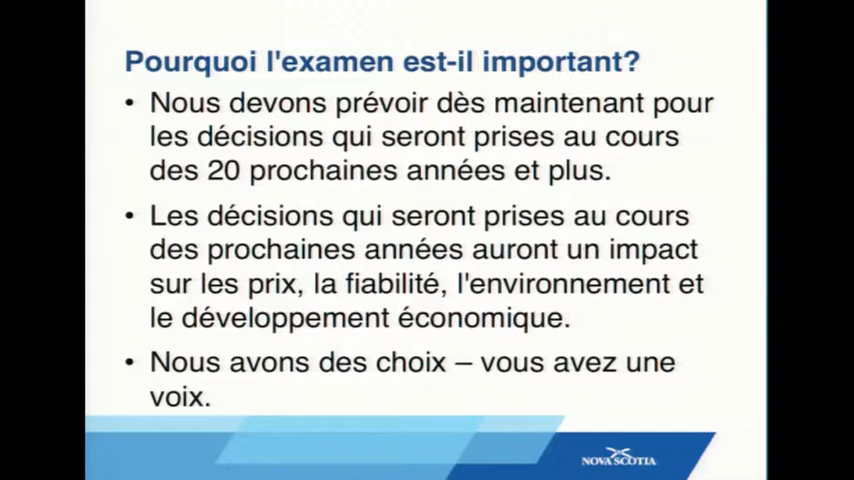 Pourquoi l'examen est-il important?
• Nous devons prévoir dès maintenant pour
les décisions qui seront prises au cours
des 20 prochaines années et plus.
• Les décisions qui seront prises au cours
des prochaines années auront un impact
sur les prix, la fiabilité, l'environnement et
le développement économique.
• Nous avons des choix – vous avez une
voix.
NOVA SCOTIA